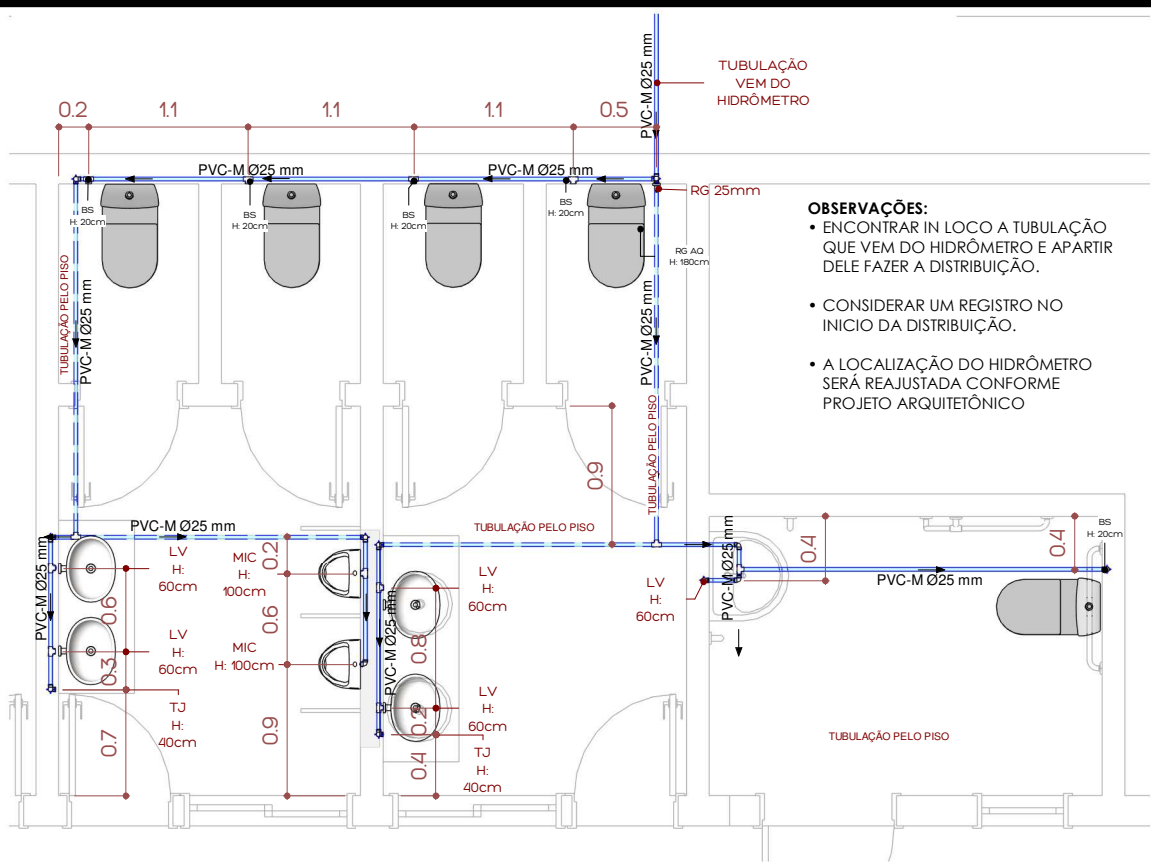 TUBULAÇÃO
VEM DO
HIDRÔMETRO
PVC-M Ø25 mm
0.2
1.1
1.1
1.1
0.5
PVC-M Ø25 mm
PVC-M Ø25 mm
RG 25mm
BS
H: 20cm
BS
H: 20cm
BS
H: 20cm
BS
H: 20cm
RG AQ
H: 180cm
OBSERVAÇÕES:
• ENCONTRAR IN LOCO A TUBULAÇÃO
QUE VEM DO HIDRÔMETRO E APARTIR
DELE FAZER A DISTRIBUIÇÃO.
• CONSIDERAR UM REGISTRO NO
INICIO DA DISTRIBUIÇÃO.
• A LOCALIZAÇÃO DO HIDRÔMETRO
SERÁ REAJUSTADA CONFORME
PROJETO ARQUITETÔNICO
TUBULAÇÃO PELO PISO
PVC-M Ø25 mm
PVC-M Ø25 mm
TUBULAÇÃO PELO PISO
0.9
PVC-M Ø25 mm
TUBULAÇÃO PELO PISO
PVC-M Ø25 mm
LV
H:
60cm
0.6
LV
H:
60cm
0.3
TJ
H:
40cm
0.7
MIC
H:
100cm
0.2
0.6
MIC
H: 100cm
0.9
PVC-M Ø25 mm
LV
H:
60cm
0.8
LV
H:
60cm
0.2
TJ
H:
40cm
0.4
LV
H:
60cm
PVC-M Ø25 mm
0.4
0.4
BS
H: 20cm
PVC-M Ø25 mm
TUBULAÇÃO PELO PISO